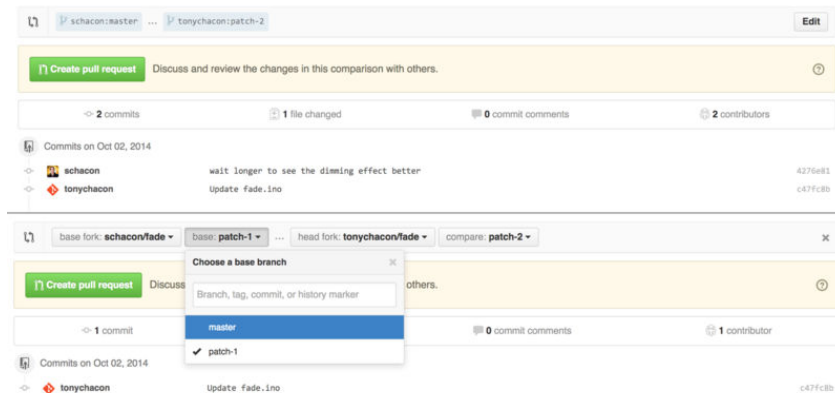 schacon:master ... tonychacon:patch-2 Edit
Create pull request Discuss and review the changes in this comparison with others.
2 commits 1 file changed 0 commit comments 2 contributors
Commits on Oct 02, 2014
schacon wait longer to see the dimming effect better 4276e81
tonychacon Update fade.ino c47fc8b
base fork: schacon/fade base: patch-1 ... head fork: tonychacon/fade compare: patch-2
Choose a base branch
Create pull request Discuss others.
Branch, tag, commit, or history marker
1 commit master 0 commit comments 1 contributor
patch-1
Commits on Oct 02, 2014
tonychacon Update fade.ino c47fc8b